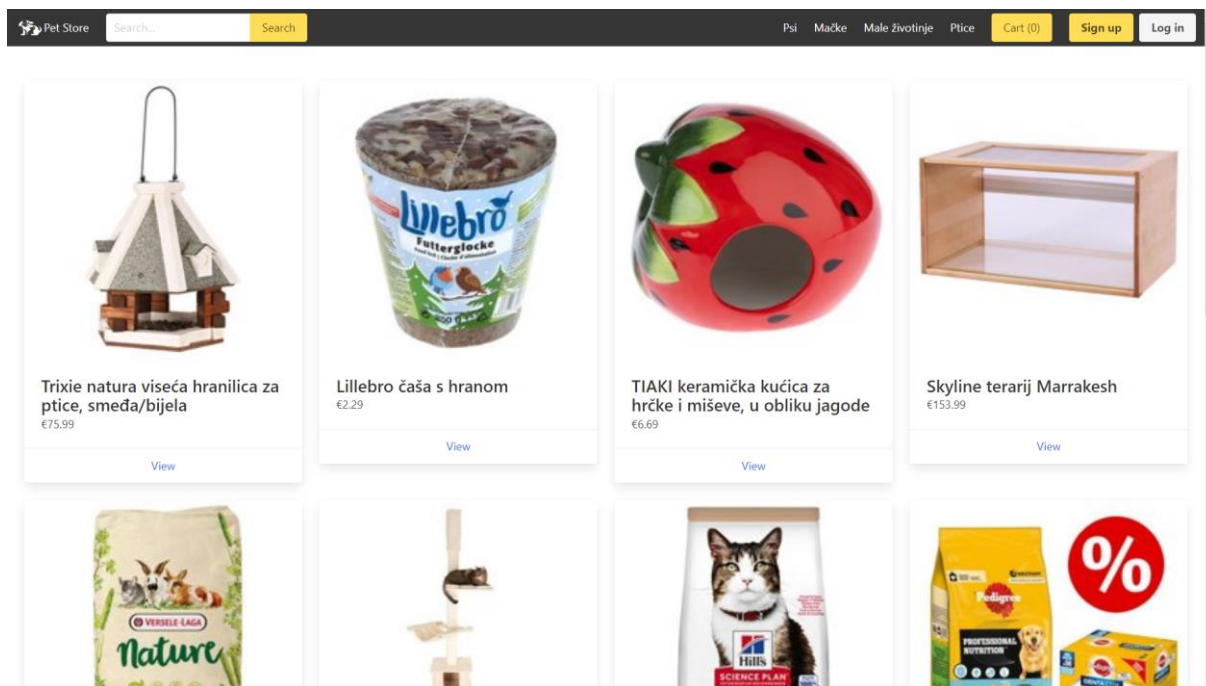 Pet Store
Search...
Search
Psi
Mačke
Male životinje
Ptice
Cart (0)
Sign up
Log in
Lillebro
Futterglocke
Trixie natura viseća hranilica za
ptice, smeđa/bijela
€75.99
View
Lillebro čaša s hranom
€2.29
View
TIAKI keramička kućica za
hrčke i miševe, u obliku jagode
€6.69
View
Skyline terarij Marrakesh
€153.99
View
VERSELE-LAGA
Nature
Hill's
SCIENCE PLAN
Pedigree
PROFESSIONAL
NUTRITION
%